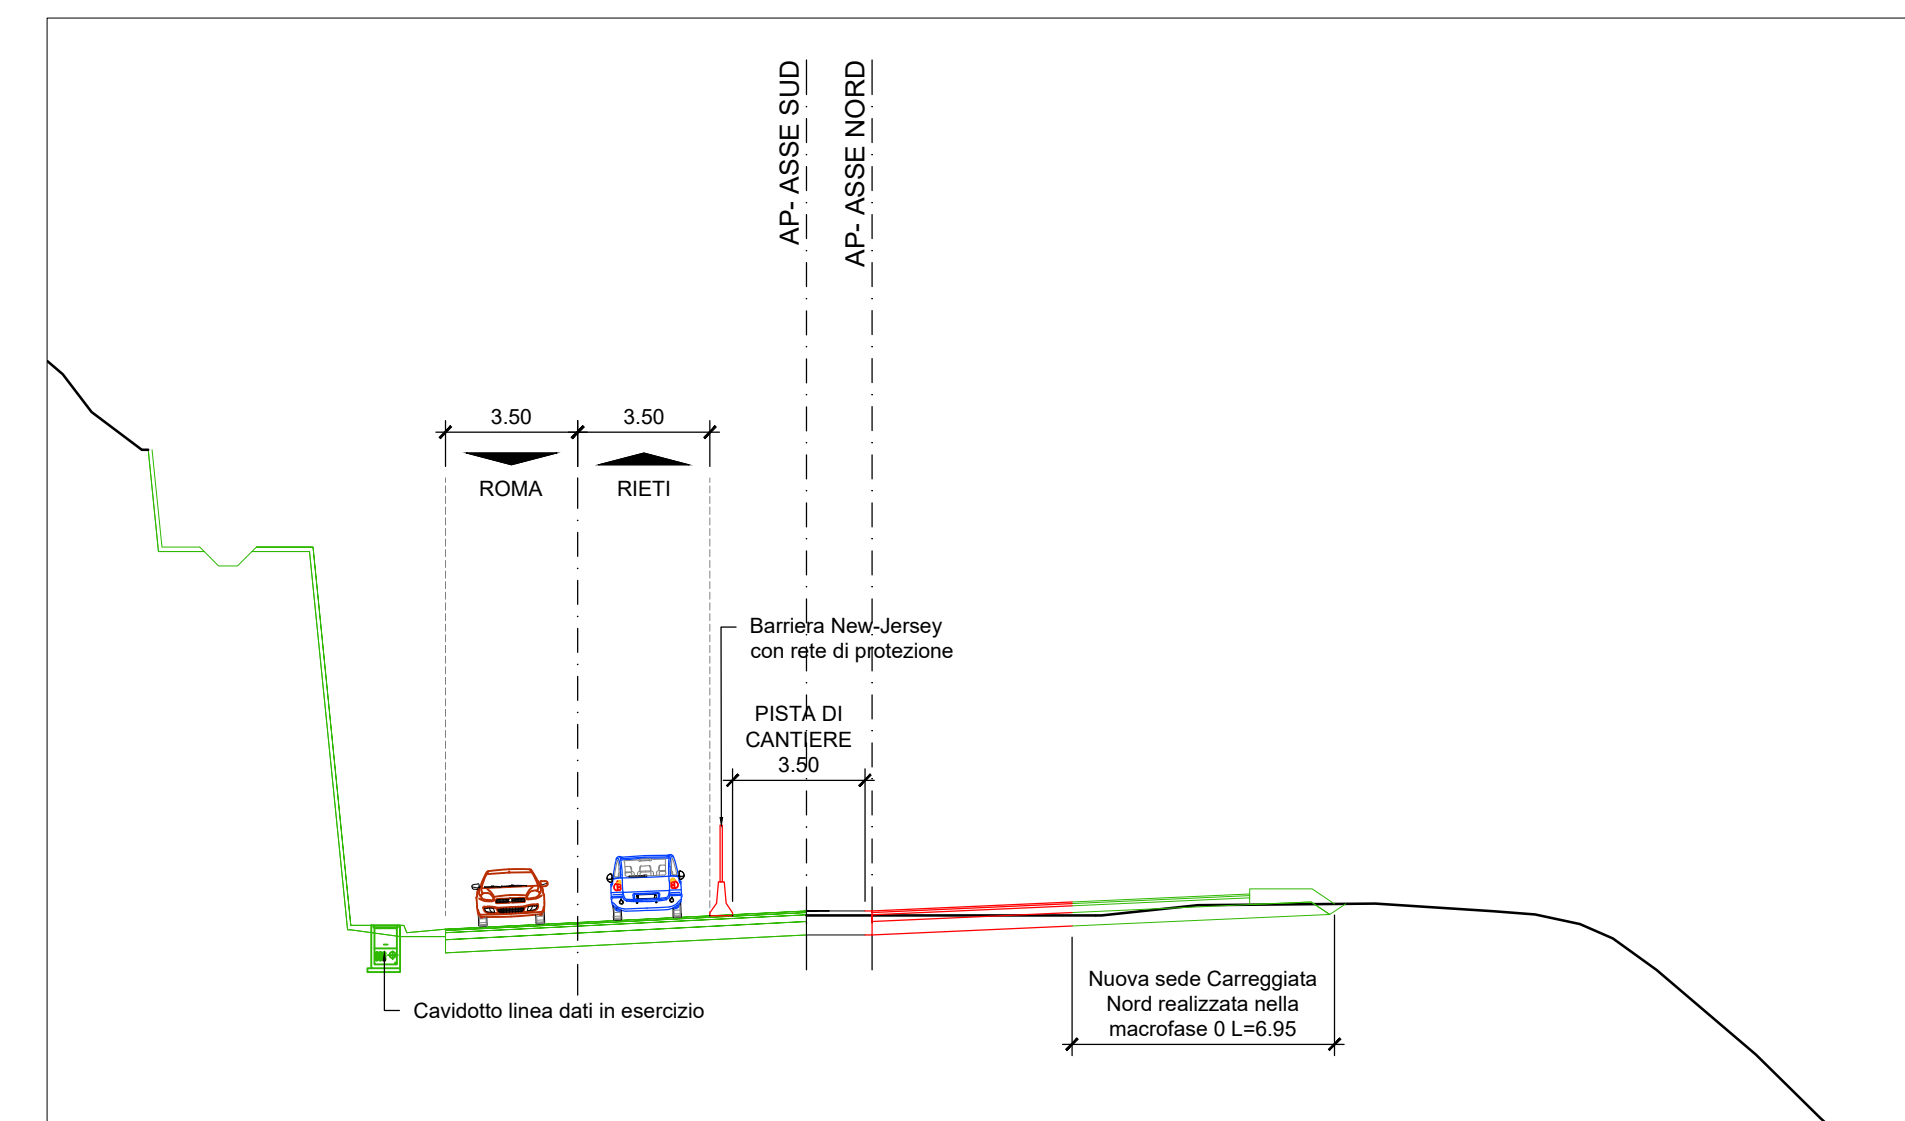 AP- ASSE SUD
AP- ASSE NORD
3.50
3.50
ROMA
RIETI
Barriera New-Jersey
con rete di protezione
PISTA DI
CANTIERE
3.50
Nuova sede Carreggiata
Nord realizzata nella
macrofase 0 L=6.95
Cavidotto linea dati in esercizio